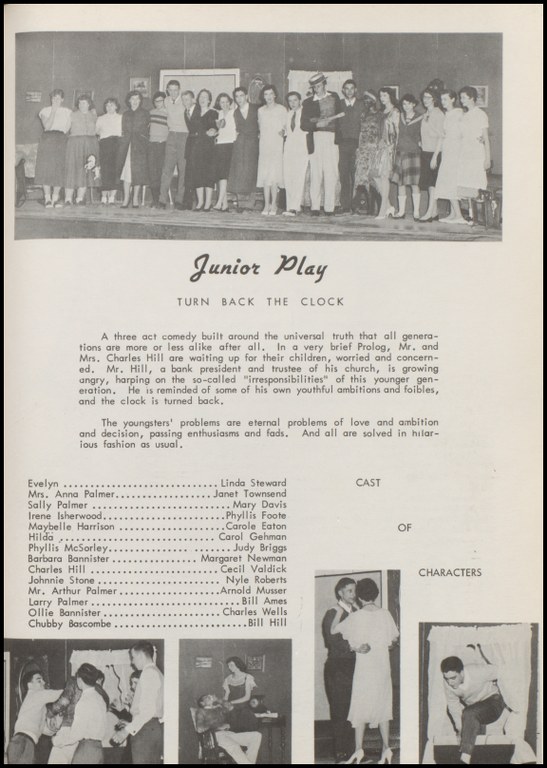 Junior Play
TURN BACK THE CLOCK
A three act comedy built around the universal truth that all genera-
tions are more or less alike after all. In a very brief Prolog, Mr. and
Mrs. Charles Hill are waiting up for their children, worried and concern-
ed. Mr. Hill, a bank president and trustee of his church, is growing
angry, harping on the so-called "irresponsibilities" of this younger gen-
eration. He is reminded of some of his own youthful ambitions and foibles,
and the clock is turned back.
The youngsters' problems are eternal problems of love and ambition
and decision, passing enthusiasms and fads. And all are solved in hilar-
ious fashion as usual.
CAST
OF
CHARACTERS
Evelyn ............................ Linda Steward
Mrs. Anna Palmer..................... Janet Townsend
Sally Palmer .............................. Mary Davis
Irene Isherwood......................... Phyllis Foote
Maybelle Harrison ...................... Carole Eaton
Hilda .................................... Carol Gehman
Phyllis McSorley................ ....... Judy Briggs
Barbara Bannister .................. Margaret Newman
Charles Hill ............................ Cecil Valdick
Johnnie Stone .......................... Nyle Roberts
Mr. Arthur Palmer.................... Arnold Musser
Larry Palmer ............................. Bill Ames
Ollie Bannister ........................ Charles Wells
Chubby Bascombe .......................... Bill Hill